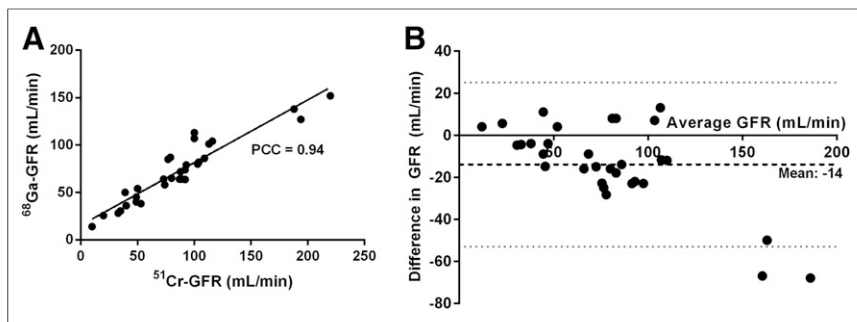 A
200
150
100
50
0
0 50 100 150 200 250
⁶⁸Ga-GFR (mL/min)
⁵¹Cr-GFR (mL/min)
PCC = 0.94
B
40
20
0
-20
-40
-60
-80
50 100 150 200
Difference in GFR (mL/min)
Average GFR (mL/min)
Mean: -14